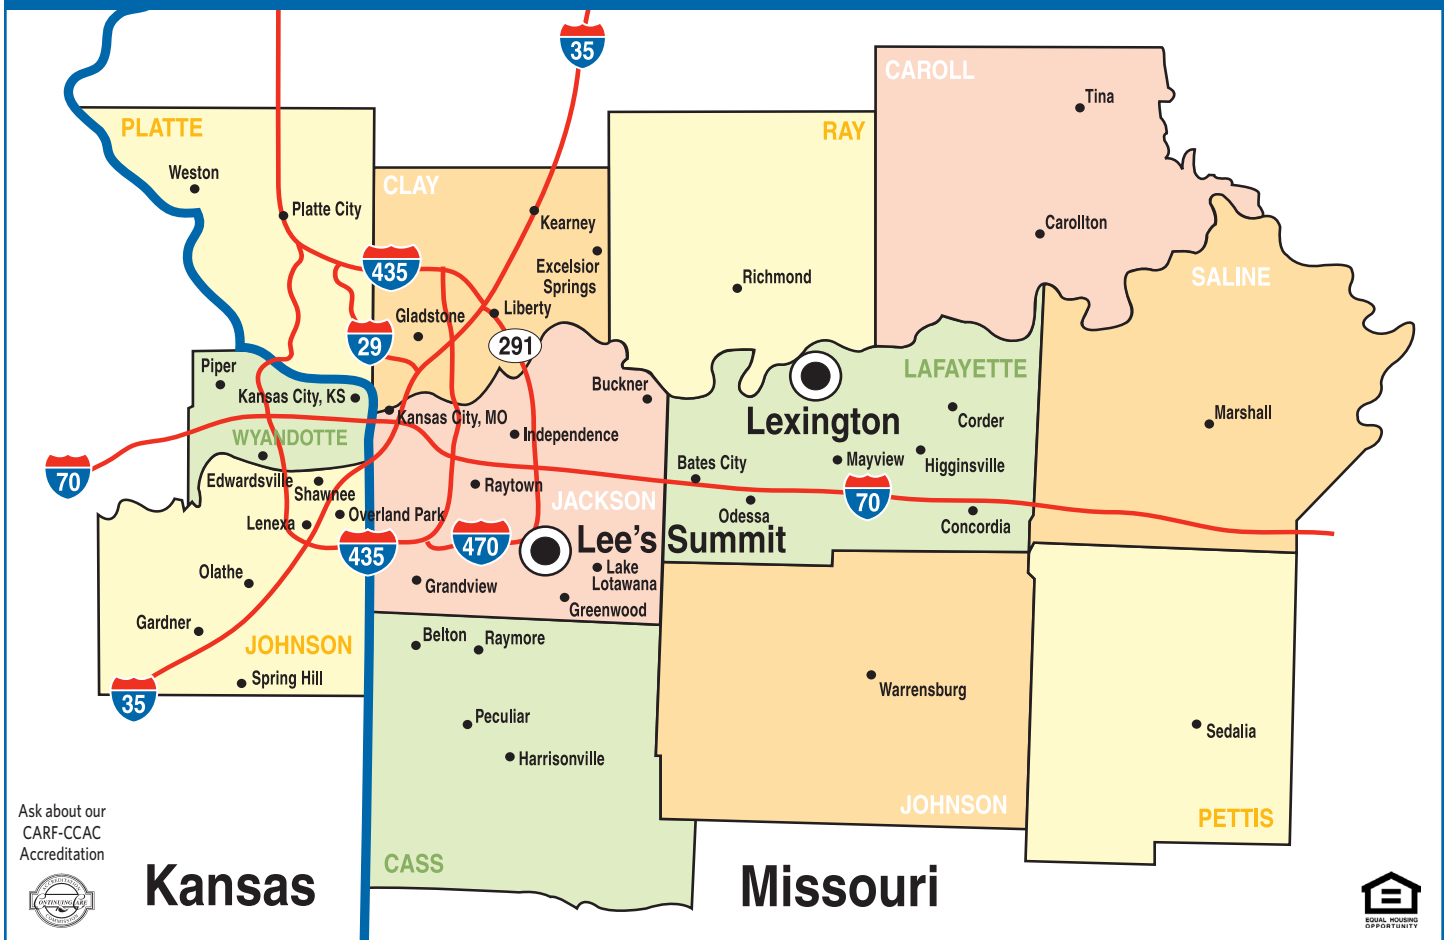 35
CAROLL
Tina
PLATTE
RAY
Weston
CLAY
Platte City
Kearney
Carollton
435
Excelsior
Springs
Richmond
SALINE
Gladstone
Liberty
29
291
Piper
Buckner
LAFAYETTE
Kansas City, KS
Kansas City, MO
Lexington
Corder
Marshall
WYANDOTTE
Independence
70
Edwardsville
Shawnee
Raytown
JACKSON
Bates City
Mayview
Higginsville
70
Lenexa
Overland Park
Odessa
Concordia
435
470
Lee's Summit
Olathe
Grandview
Lake
Lotawana
Greenwood
Gardner
JOHNSON
Belton
Raymore
Spring Hill
35
Warrensburg
Peculiar
Sedalia
Harrisonville
JOHNSON
PETTIS
Ask about our
CARF-CCAC
Accreditation
CASS
Kansas
Missouri
ACCREDITATION
CONTINUING CARE
COMMISSION
EQUAL HOUSING
OPPORTUNITY